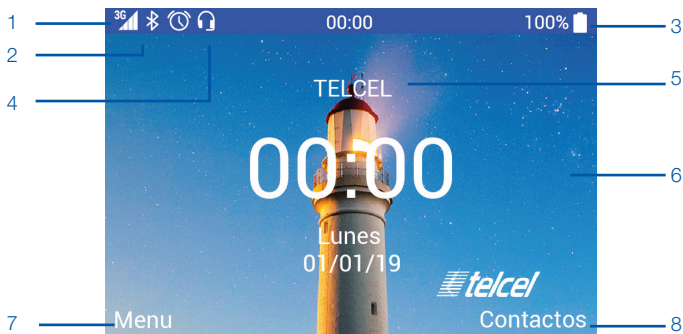 1 3G 00:00 100% 3
2
4
TELCEL 5
00:00
6
Lunes
01/01/19
telcel
7 Menu Contactos 8